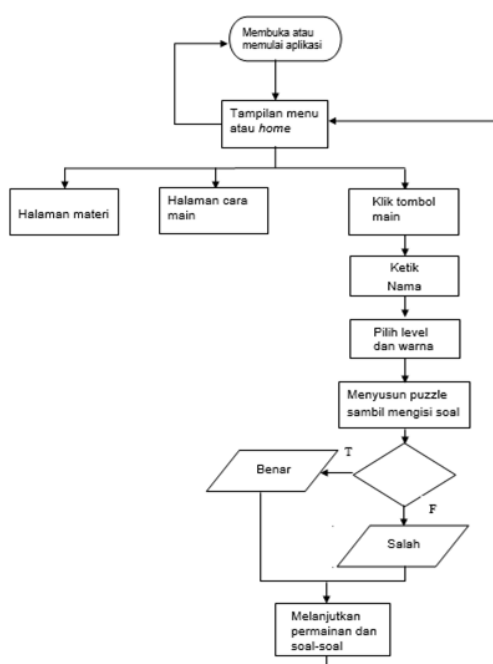 Membuka atau
memulai aplikasi
Tampilan menu
atau home
Halaman materi
Halaman cara
main
Klik tombol
main
Ketik
Nama
Pilih level
dan warna
Menyusun puzzle
sambil mengisi soal
T
Benar
F
Salah
Melanjutkan
permainan dan
soal-soal